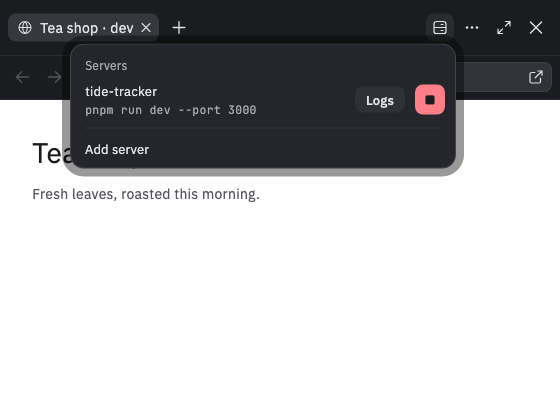 Tea shop · dev
Servers
tide-tracker
pnpm run dev --port 3000
Logs
Add server
Fresh leaves, roasted this morning.